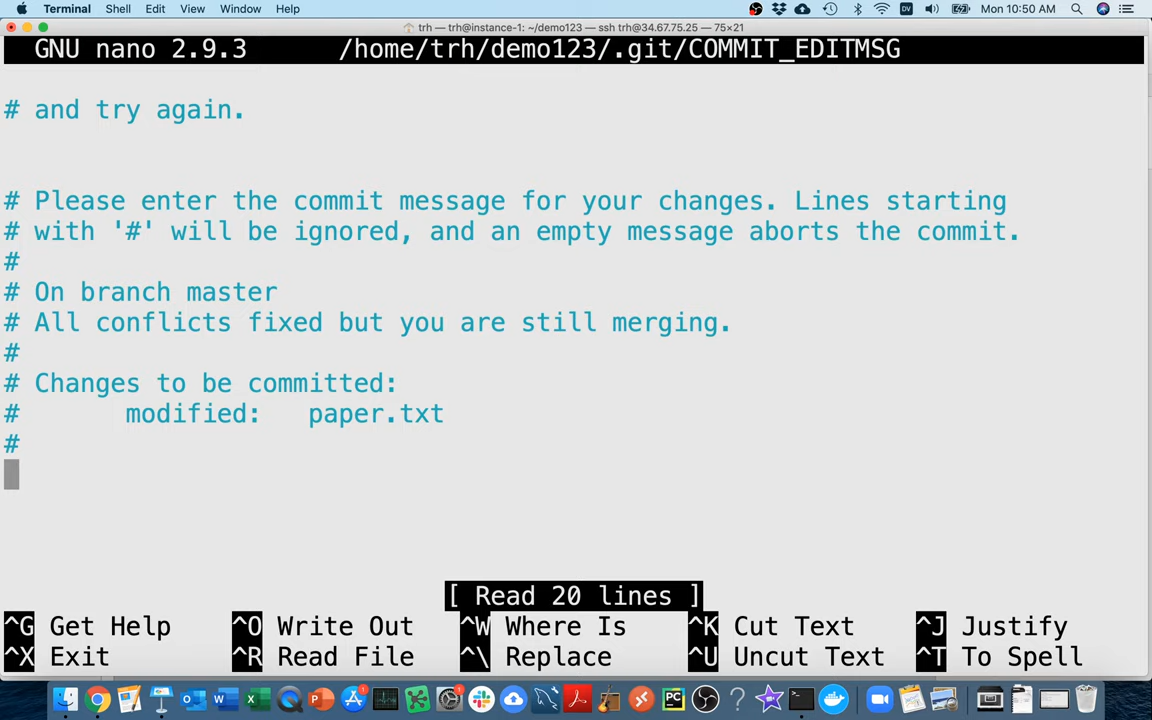 Terminal Shell Edit View Window Help DV Mon 10:50 AM
trh — trh@instance-1: ~/demo123 — ssh trh@34.67.75.25 — 75×21
GNU nano 2.9.3 /home/trh/demo123/.git/COMMIT_EDITMSG
# and try again.
# Please enter the commit message for your changes. Lines starting
# with '#' will be ignored, and an empty message aborts the commit.
#
# On branch master
# All conflicts fixed but you are still merging.
#
# Changes to be committed:
# modified: paper.txt
#
[ Read 20 lines ]
^G Get Help ^O Write Out ^W Where Is ^K Cut Text ^J Justify
^X Exit ^R Read File ^\ Replace ^U Uncut Text ^T To Spell